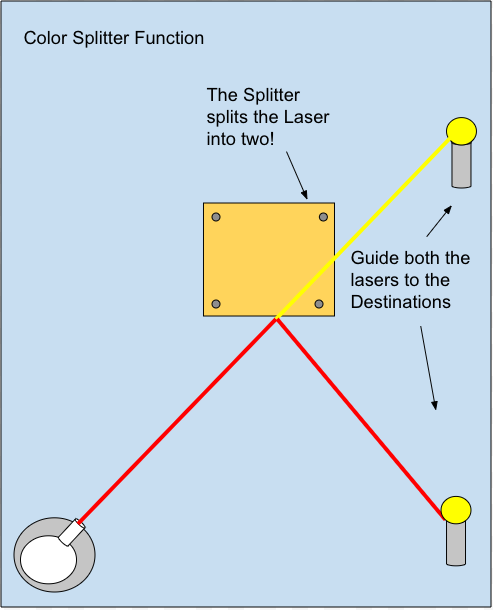 Color Splitter Function
The Splitter
splits the Laser
into two!
Guide both the
lasers to the
Destinations